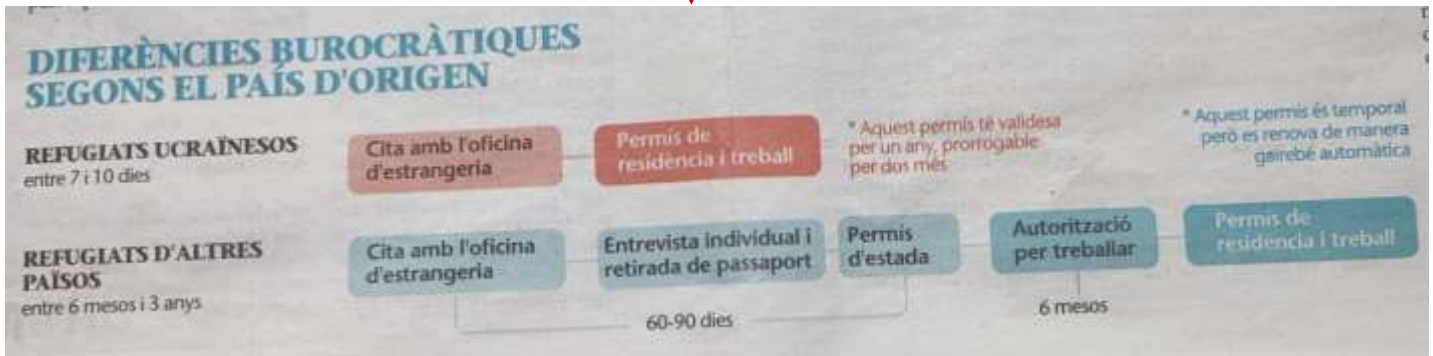 DIFERÈNCIES BUROCRÀTIQUES
SEGONS EL PAÍS D'ORIGEN
REFUGIATS UCRAÏNESOS
entre 7 i 10 dies
Cita amb l'oficina
d'estrangeria
Permís de
residència i treball
* Aquest permís té validesa
per un any, prorrogable
per dos més
* Aquest permís és temporal
però es renova de manera
gairebé automàtica
REFUGIATS D'ALTRES
PAÏSOS
entre 6 mesos i 3 anys
Cita amb l'oficina
d'estrangeria
Entrevista individual i
retirada de passaport
Permís
d'estada
Autorització
per treballar
Permís de
residència i treball
60-90 dies
6 mesos